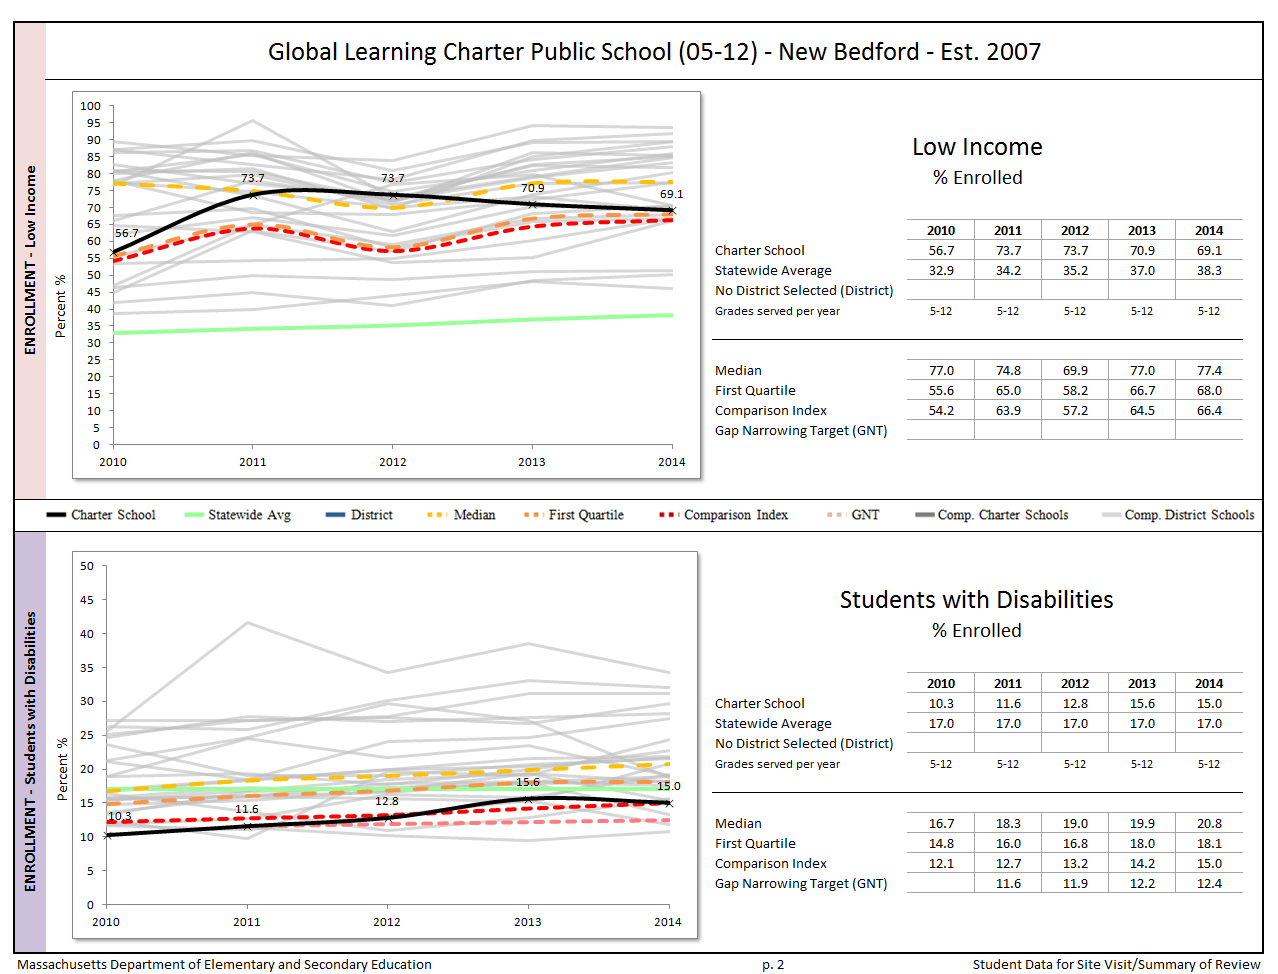 Global Learning Charter Public School (05-12) - New Bedford - Est. 2007
ENROLLMENT - Low Income
Percent %
100
95
90
85
80
75
70
65
60
55
50
45
40
35
30
25
20
15
10
5
0
56.7
73.7
73.7
70.9
69.1
2010 2011 2012 2013 2014
Low Income
% Enrolled
2010 2011 2012 2013 2014
Charter School 56.7 73.7 73.7 70.9 69.1
Statewide Average 32.9 34.2 35.2 37.0 38.3
No District Selected (District)
Grades served per year 5-12 5-12 5-12 5-12 5-12
Median 77.0 74.8 69.9 77.0 77.4
First Quartile 55.6 65.0 58.2 66.7 68.0
Comparison Index 54.2 63.9 57.2 64.5 66.4
Gap Narrowing Target (GNT)
Charter School Statewide Avg District Median First Quartile Comparison Index GNT Comp. Charter Schools Comp. District Schools
ENROLLMENT - Students with Disabilities
Percent %
50
45
40
35
30
25
20
15
10
5
0
10.3
11.6
12.8
15.6
15.0
2010 2011 2012 2013 2014
Students with Disabilities
% Enrolled
2010 2011 2012 2013 2014
Charter School 10.3 11.6 12.8 15.6 15.0
Statewide Average 17.0 17.0 17.0 17.0 17.0
No District Selected (District)
Grades served per year 5-12 5-12 5-12 5-12 5-12
Median 16.7 18.3 19.0 19.9 20.8
First Quartile 14.8 16.0 16.8 18.0 18.1
Comparison Index 12.1 12.7 13.2 14.2 15.0
Gap Narrowing Target (GNT) 11.6 11.9 12.2 12.4
Massachusetts Department of Elementary and Secondary Education p. 2 Student Data for Site Visit/Summary of Review